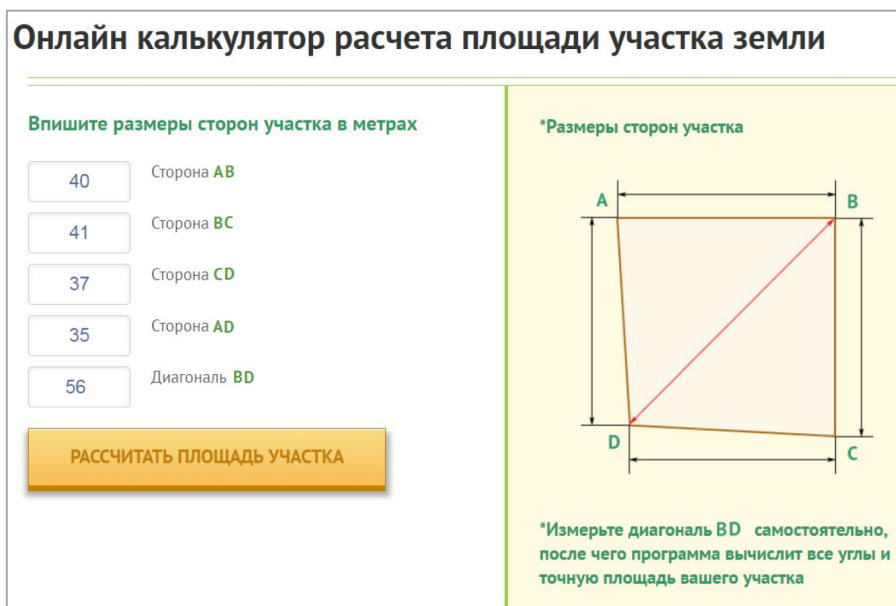 Онлайн калькулятор расчета площади участка земли
Впишите размеры сторон участка в метрах
40 Сторона AB
41 Сторона BC
37 Сторона CD
35 Сторона AD
56 Диагональ BD
РАССЧИТАТЬ ПЛОЩАДЬ УЧАСТКА
*Размеры сторон участка
A B
D C
*Измерьте диагональ BD самостоятельно,
после чего программа вычислит все углы и
точную площадь вашего участка